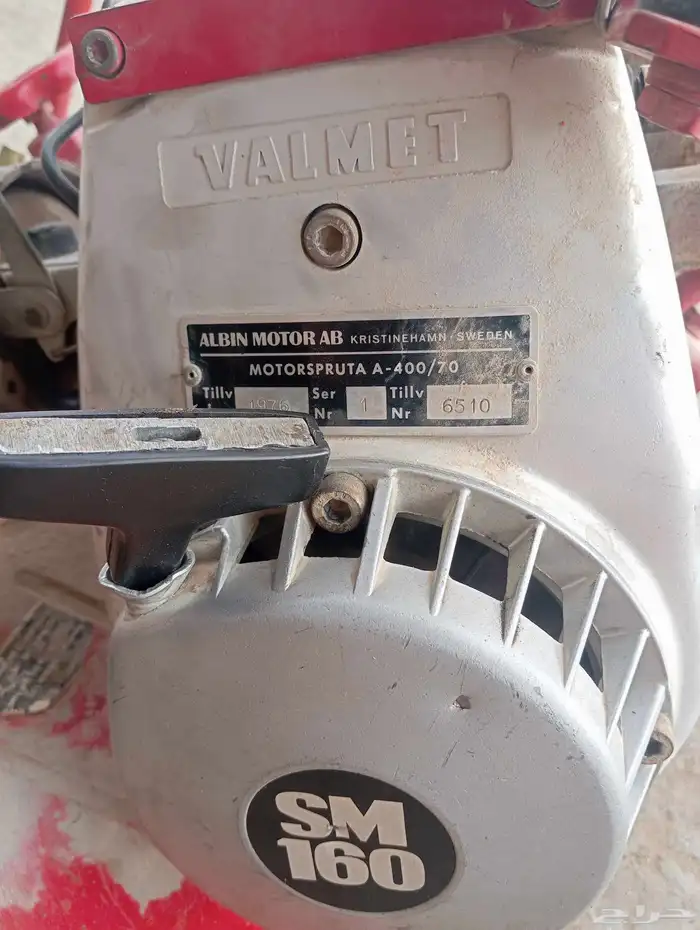 VALMET
ALBIN MOTOR AB KRISTINEHAMN·SWEDEN
MOTORSPRUTA A-400/70
Tillv 1976 Ser 1 Tillv 6510
Nr Nr
SM
160
حراج